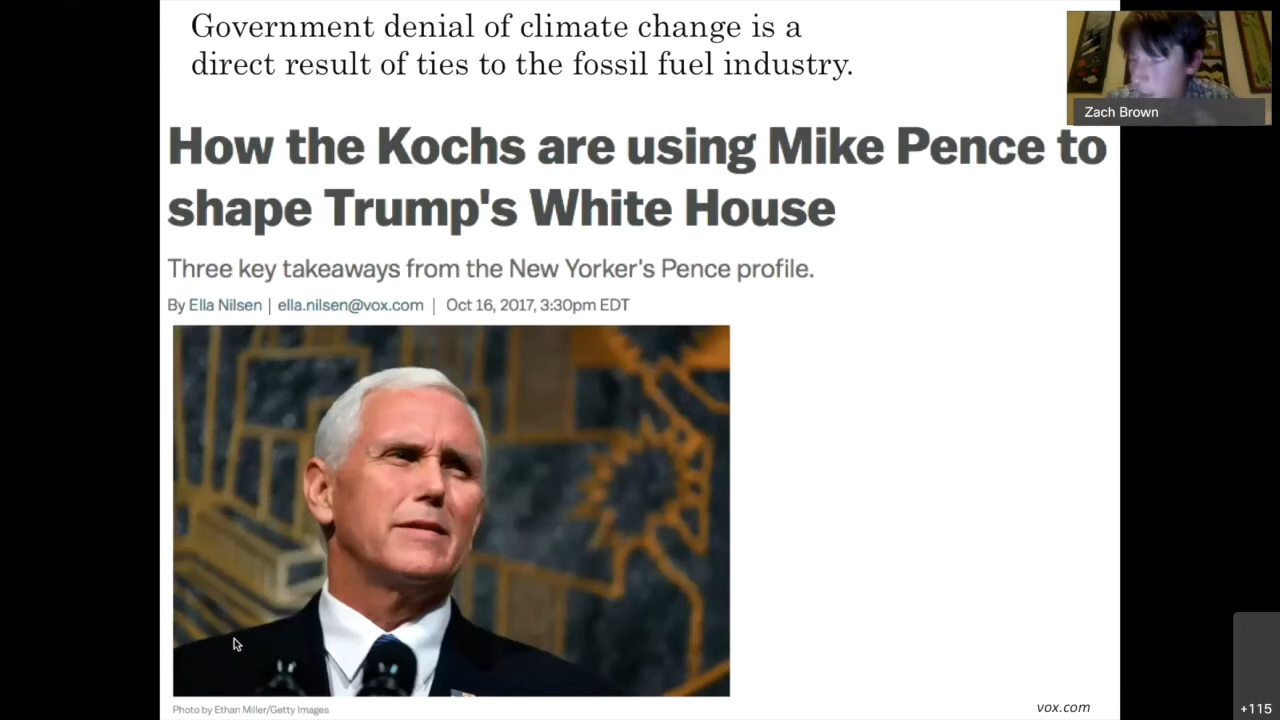 Government denial of climate change is a
direct result of ties to the fossil fuel industry.
Zach Brown
How the Kochs are using Mike Pence to
shape Trump's White House
Three key takeaways from the New Yorker's Pence profile.
By Ella Nilsen | ella.nilsen@vox.com | Oct 16, 2017, 3:30pm EDT
Photo by Ethan Miller/Getty Images
vox.com
+115